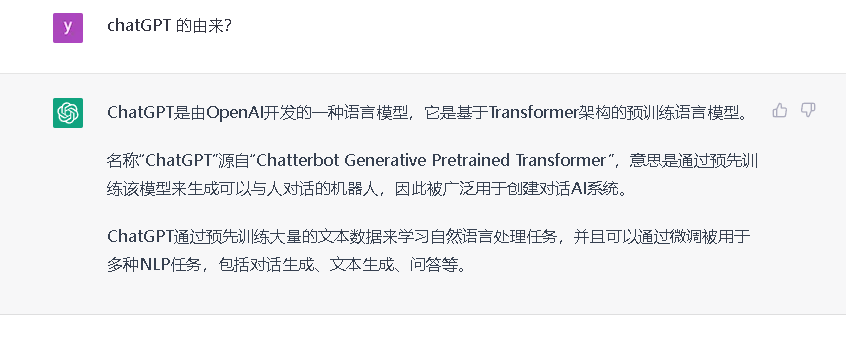 y
chatGPT 的由来?
ChatGPT是由OpenAI开发的一种语言模型，它是基于Transformer架构的预训练语言模型。
名称“ChatGPT”源自“Chatterbot Generative Pretrained Transformer”，意思是通过预先训
练该模型来生成可以与人对话的机器人，因此被广泛用于创建对话AI系统。
ChatGPT通过预先训练大量的文本数据来学习自然语言处理任务，并且可以通过微调被用于
多种NLP任务，包括对话生成、文本生成、问答等。